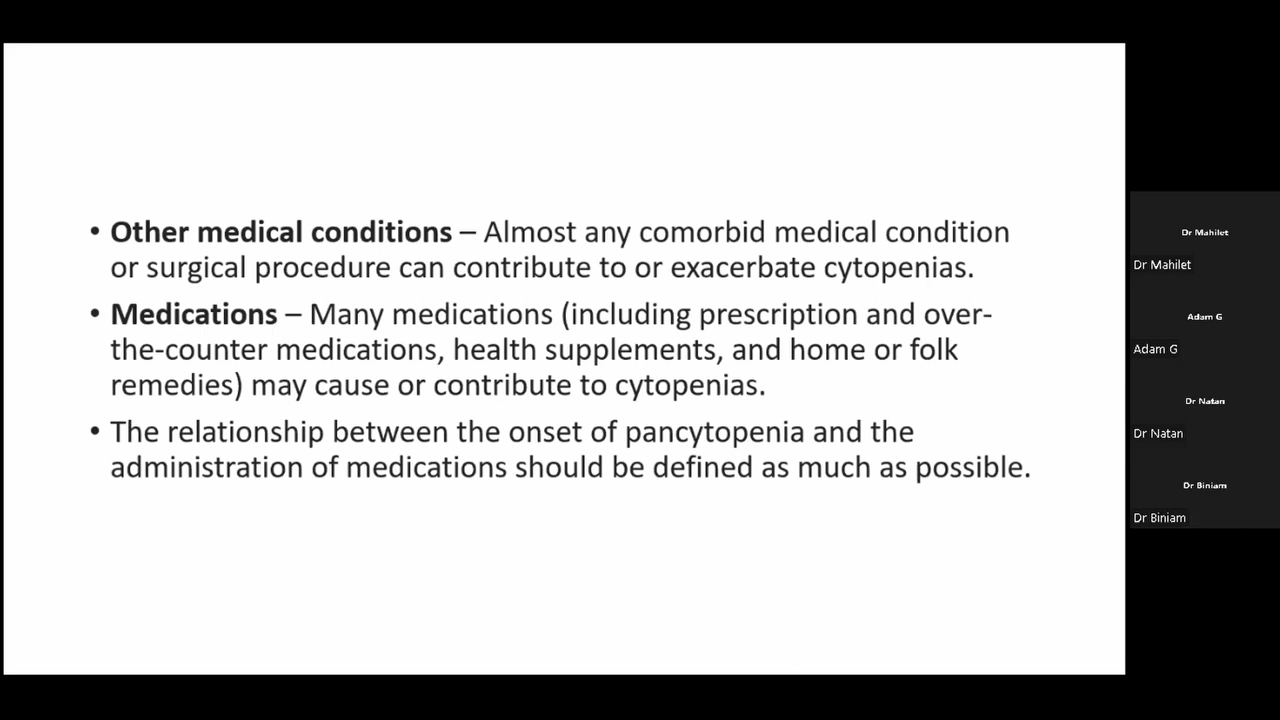 • Other medical conditions – Almost any comorbid medical condition
or surgical procedure can contribute to or exacerbate cytopenias.
• Medications – Many medications (including prescription and over-
the-counter medications, health supplements, and home or folk
remedies) may cause or contribute to cytopenias.
• The relationship between the onset of pancytopenia and the
administration of medications should be defined as much as possible.
Dr Mahilet
Dr Mahilet
Adam G
Adam G
Dr Natan
Dr Natan
Dr Biniam
Dr Biniam